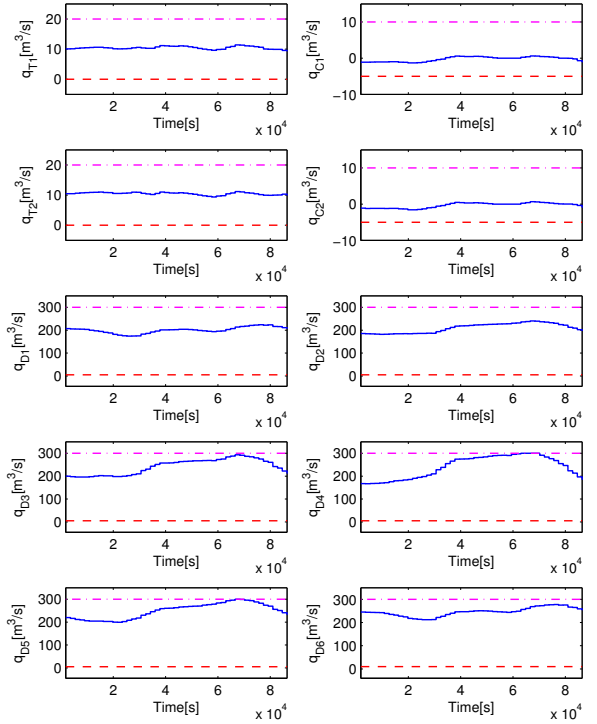 20
10
0
q_T1[m^3/s]
2 4 6 8
Time[s]
x 10^4
10
5
0
−5
−10
q_C1[m^3/s]
2 4 6 8
Time[s]
x 10^4
20
10
0
q_T2[m^3/s]
2 4 6 8
Time[s]
x 10^4
10
5
0
−5
−10
q_C2[m^3/s]
2 4 6 8
Time[s]
x 10^4
300
200
100
0
q_D1[m^3/s]
2 4 6 8
Time[s]
x 10^4
300
200
100
0
q_D2[m^3/s]
2 4 6 8
Time[s]
x 10^4
300
200
100
0
q_D3[m^3/s]
2 4 6 8
Time[s]
x 10^4
300
200
100
0
q_D4[m^3/s]
2 4 6 8
Time[s]
x 10^4
300
200
100
0
q_D5[m^3/s]
2 4 6 8
Time[s]
x 10^4
300
200
100
0
q_D6[m^3/s]
2 4 6 8
Time[s]
x 10^4